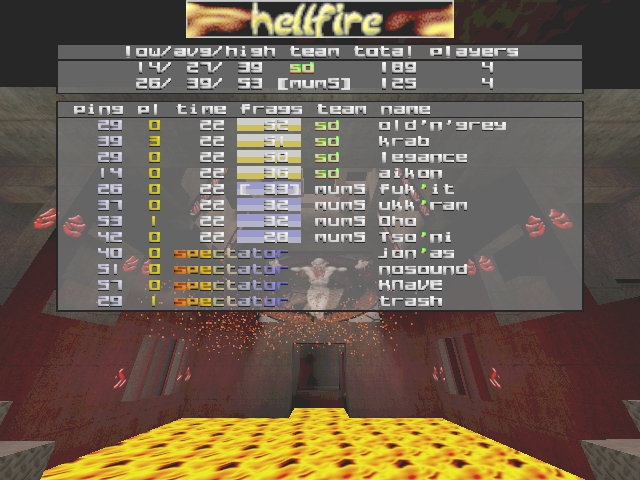 hellfire
low/avg/high team total players
14/ 27/ 39 sd 189 4
26/ 39/ 53 [mumS] 125 4
ping pl time frags team name
29 0 22 52 sd old'n'grey
39 3 22 51 sd krab
29 0 22 50 sd legance
14 0 22 36 sd aikon
26 0 22 [ 33] mumS fuk'it
37 0 22 32 mumS ukk'ram
53 1 22 32 mumS Oho
42 0 22 28 mumS Tso'ni
40 0 spectator jon'as
51 0 spectator nosound
57 0 spectator KNaVE
29 1 spectator trash